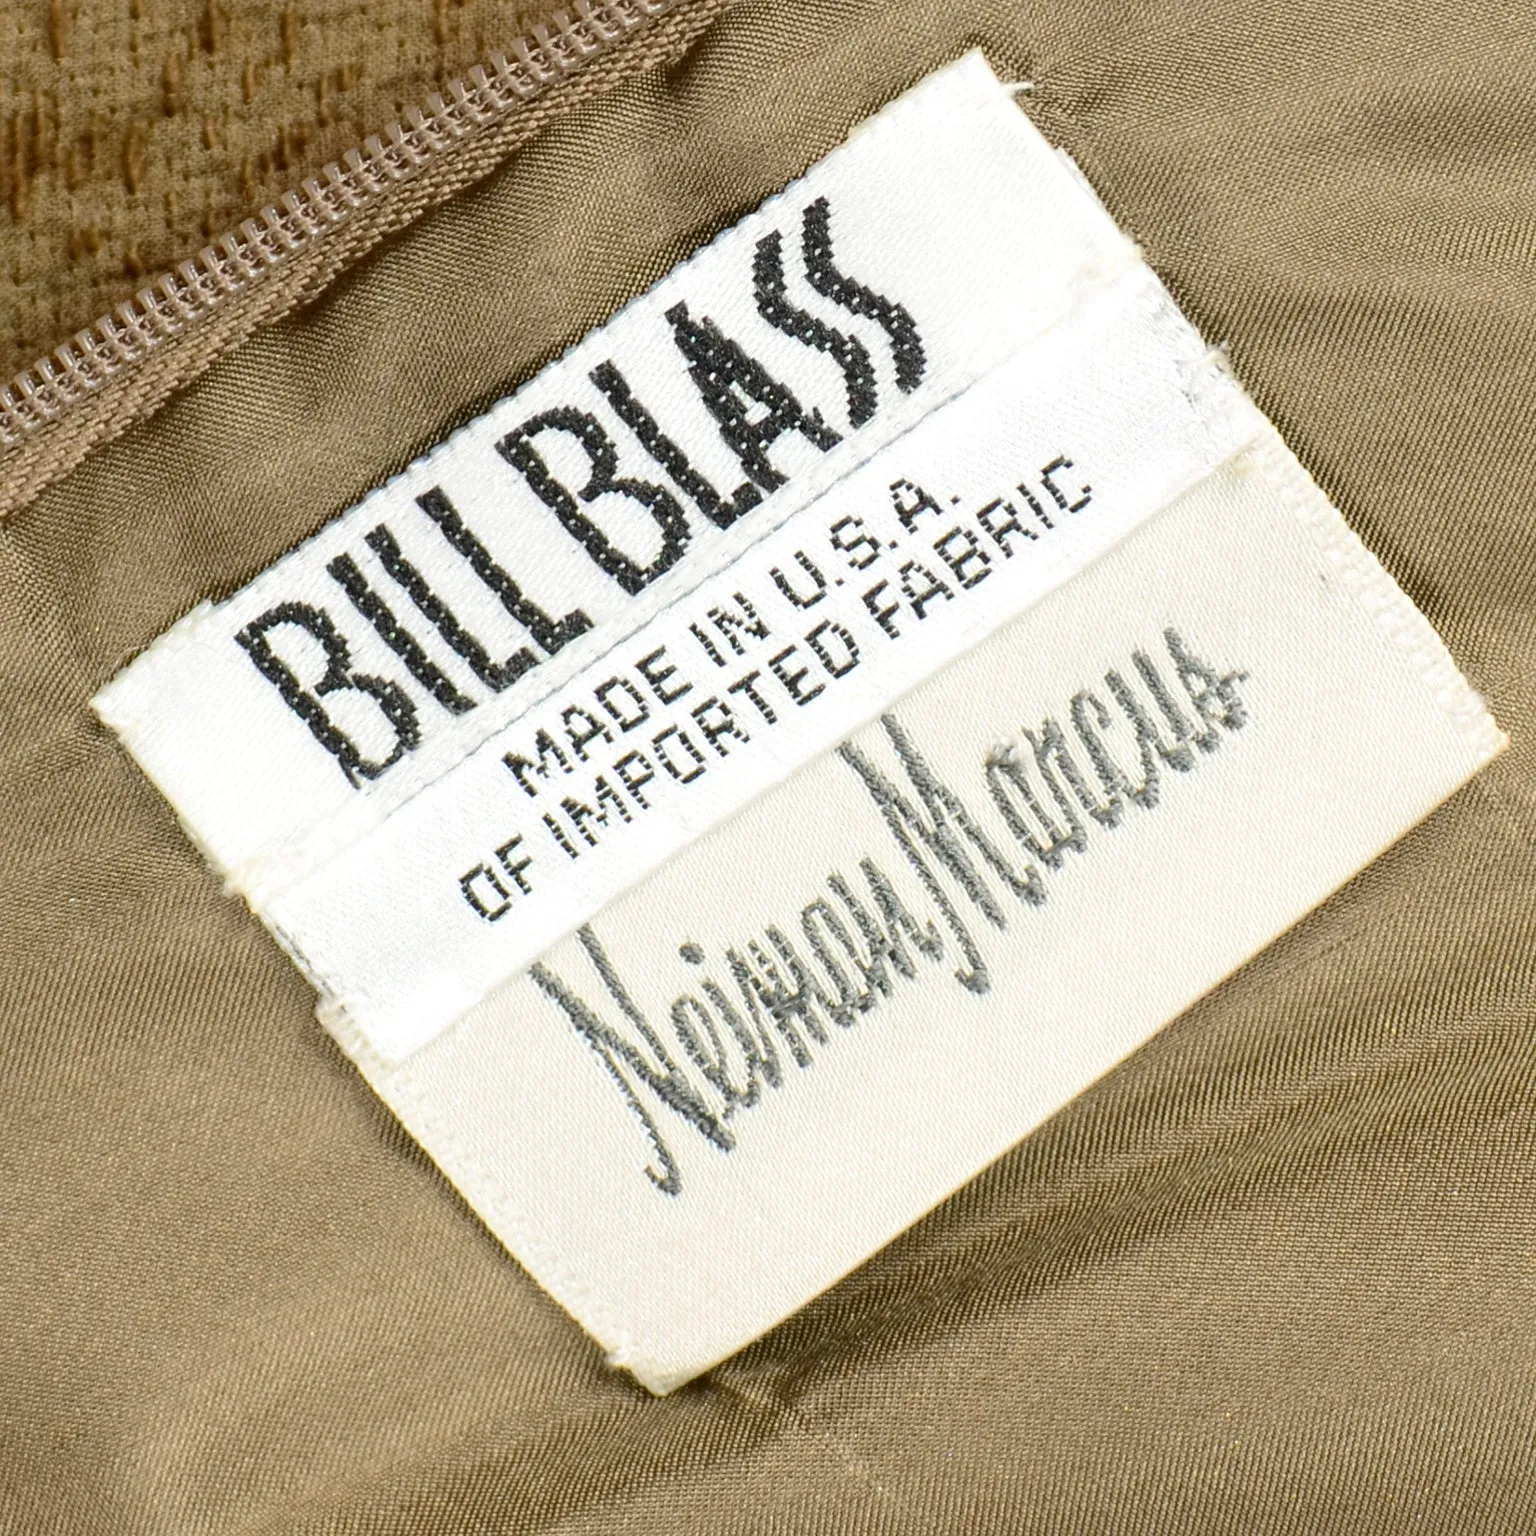 BILL BLASS
MADE IN U.S.A.
OF IMPORTED FABRIC
Neiman Marcus